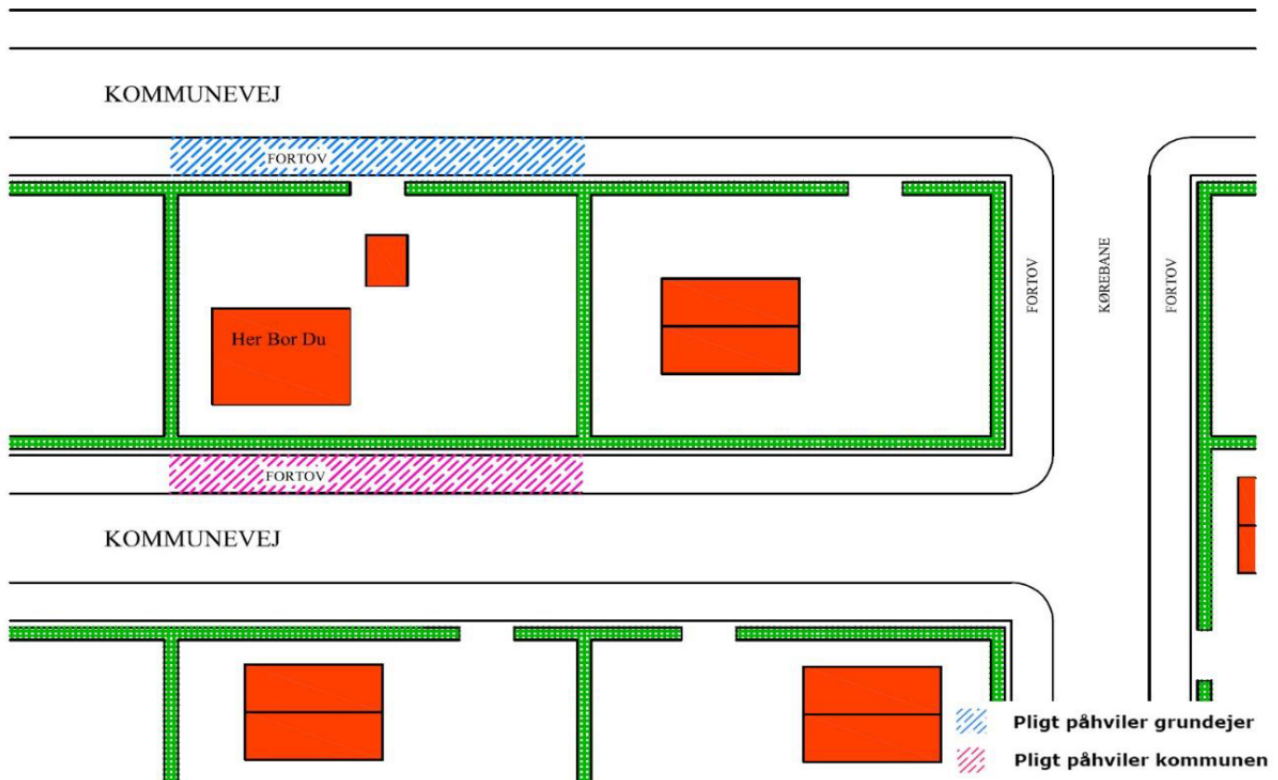 KOMMUNEVEJ
FORTOV
Her Bor Du
FORTOV
KØREBANE
FORTOV
FORTOV
KOMMUNEVEJ
Pligt påhviler grundejer
Pligt påhviler kommunen